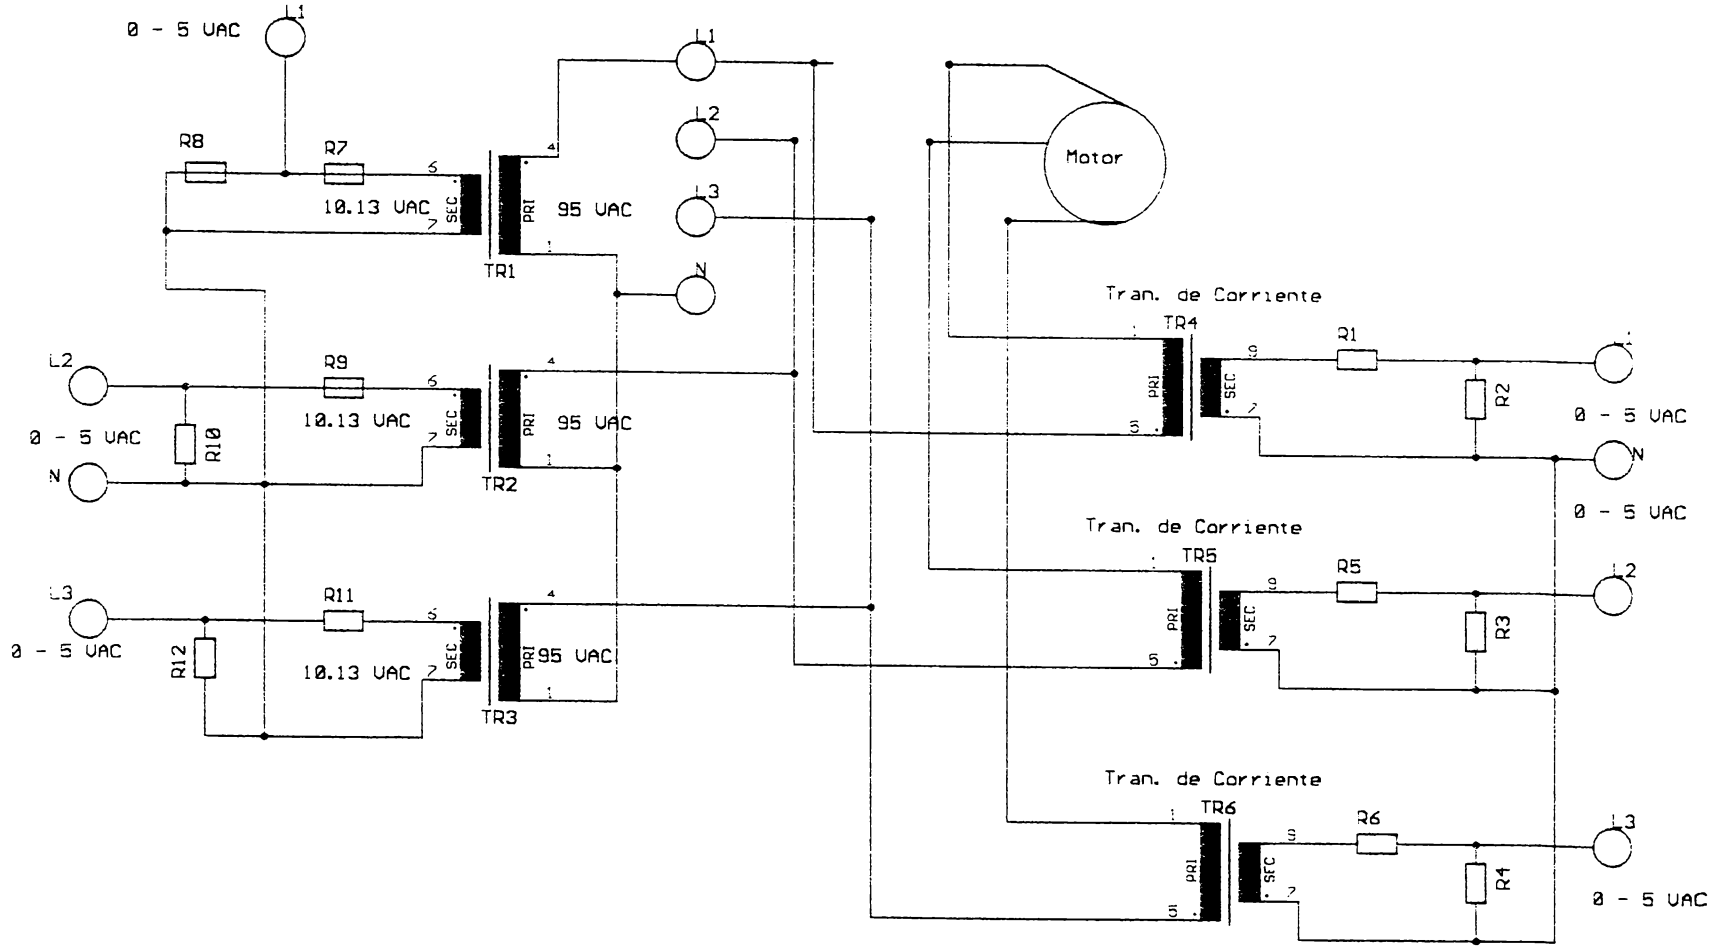 L1
0 - 5 VAC
L1
L2
R8
R7
4
Motor
6
10.13 VAC
SEC
PRI
95 VAC
L3
7
1
TR1
N
Tran. de Corriente
1
TR4
R1
L1
L2
R9
4
9
6
PRI
SEC
R2
10.13 VAC
SEC
PRI
95 VAC
0 - 5 VAC
0 - 5 VAC
R10
7
6
7
N
1
N
TR2
0 - 5 VAC
Tran. de Corriente
1
TR5
R5
L2
L3
R11
4
9
6
PRI
SEC
R3
0 - 5 VAC
R12
10.13 VAC
SEC
PRI
95 VAC
7
5
7
1
TR3
Tran. de Corriente
1
TR6
R6
L3
9
PRI
SEC
R4
7
0 - 5 VAC
6